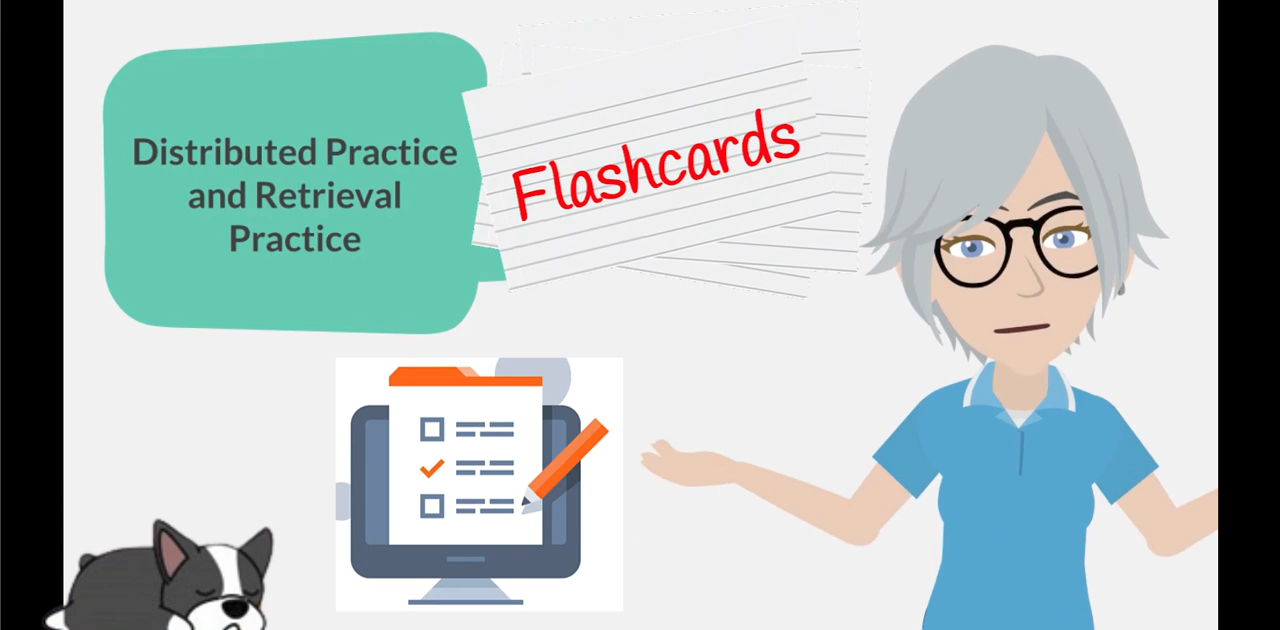 Distributed Practice
and Retrieval
Practice
Flashcards